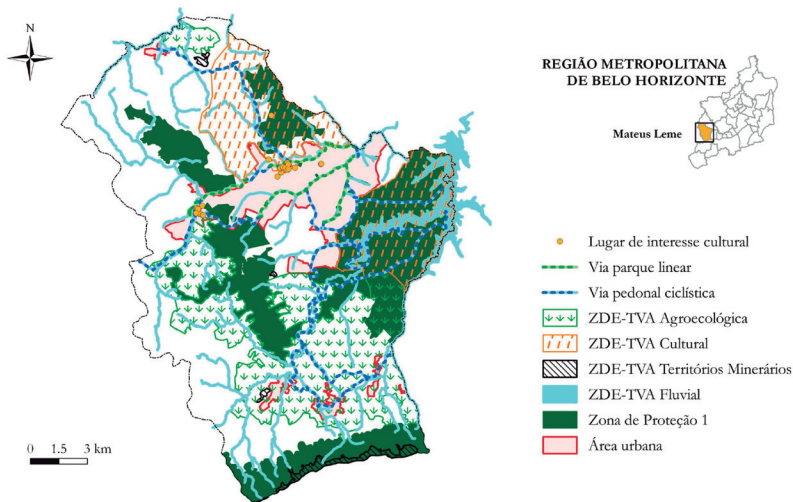 N
REGIÃO METROPOLITANA
DE BELO HORIZONTE
Mateus Leme
Lugar de interesse cultural
Via parque linear
Via pedonal ciclística
ZDE-TVA Agroecológica
ZDE-TVA Cultural
ZDE-TVA Territórios Minerários
ZDE-TVA Fluvial
Zona de Proteção 1
Área urbana
0 1.5 3 km